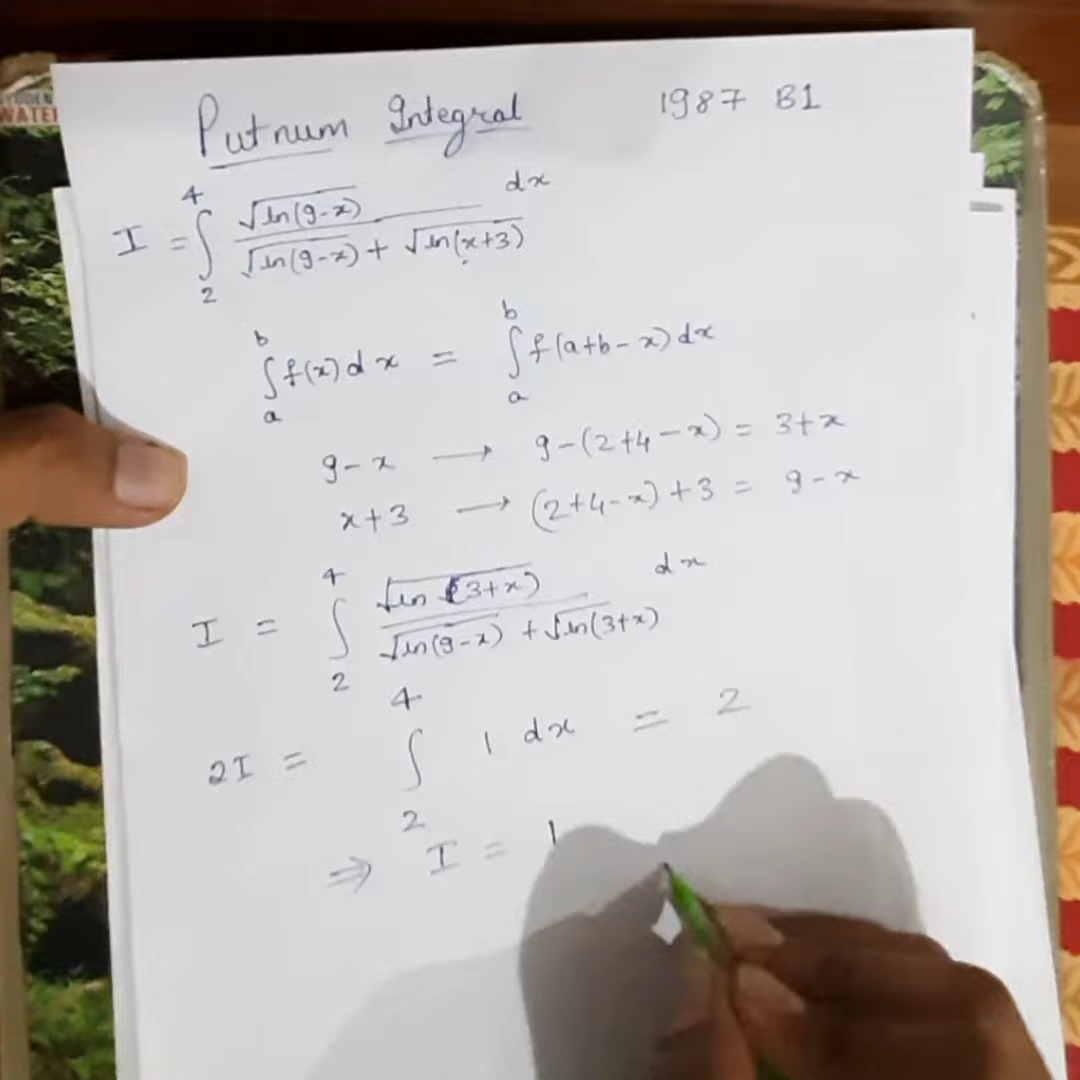 Putnum Integral 1987 B1
I = ∫₂⁴ √ln(9-x) / (√ln(9-x) + √ln(x+3)) dx
∫ₐᵇ f(x) dx = ∫ₐᵇ f(a+b-x) dx
9-x → 9-(2+4-x) = 3+x
x+3 → (2+4-x)+3 = 9-x
I = ∫₂⁴ √ln(3+x) / (√ln(9-x) + √ln(3+x)) dx
2I = ∫₂⁴ 1 dx = 2
⇒ I = 1
WATER